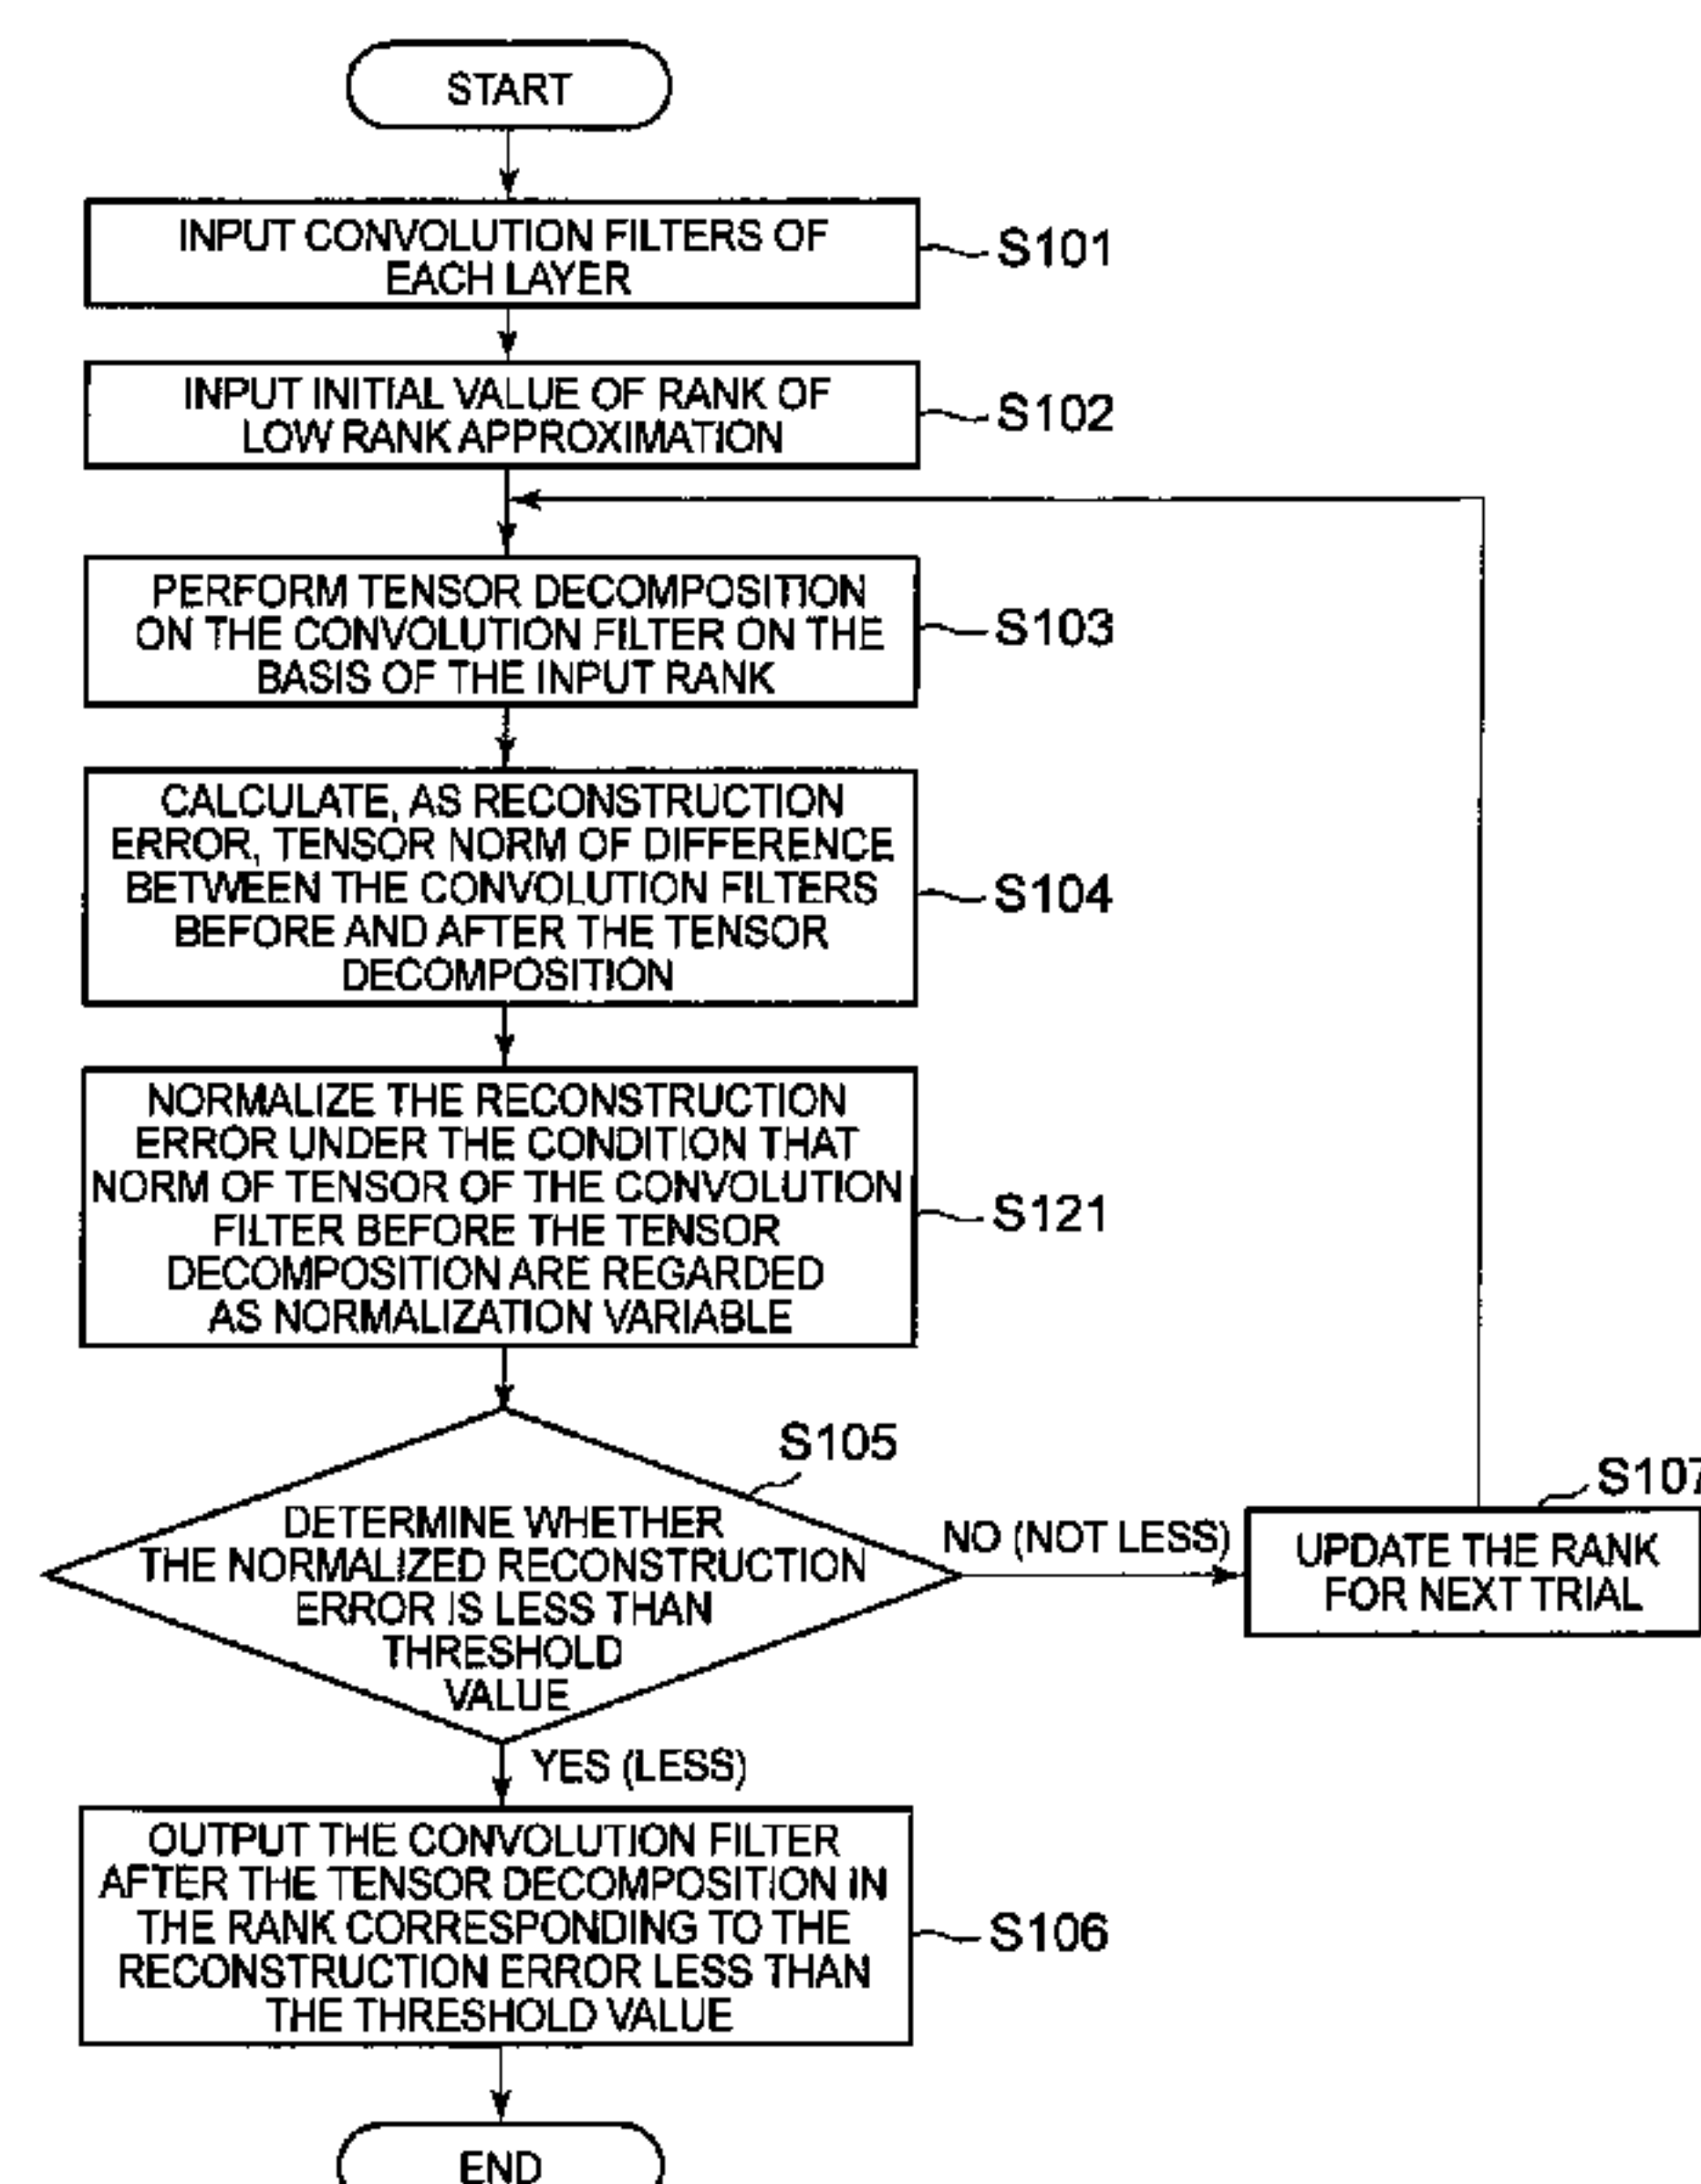 START
INPUT CONVOLUTION FILTERS OF
EACH LAYER
S101
INPUT INITIAL VALUE OF RANK OF
LOW RANK APPROXIMATION
S102
PERFORM TENSOR DECOMPOSITION
ON THE CONVOLUTION FILTER ON THE
BASIS OF THE INPUT RANK
S103
CALCULATE, AS RECONSTRUCTION
ERROR, TENSOR NORM OF DIFFERENCE
BETWEEN THE CONVOLUTION FILTERS
BEFORE AND AFTER THE TENSOR
DECOMPOSITION
S104
NORMALIZE THE RECONSTRUCTION
ERROR UNDER THE CONDITION THAT
NORM OF TENSOR OF THE CONVOLUTION
FILTER BEFORE THE TENSOR
DECOMPOSITION ARE REGARDED
AS NORMALIZATION VARIABLE
S121
S105
DETERMINE WHETHER
THE NORMALIZED RECONSTRUCTION
ERROR IS LESS THAN
THRESHOLD
VALUE
NO (NOT LESS)
S107
UPDATE THE RANK
FOR NEXT TRIAL
YES (LESS)
OUTPUT THE CONVOLUTION FILTER
AFTER THE TENSOR DECOMPOSITION IN
THE RANK CORRESPONDING TO THE
RECONSTRUCTION ERROR LESS THAN
THE THRESHOLD VALUE
S106
END